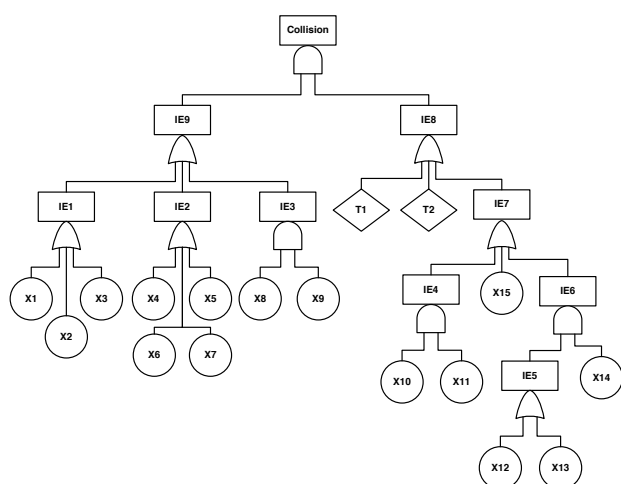 Collision
IE9
IE8
IE1
IE2
IE3
T1
T2
IE7
X1
X3
X4
X5
X8
X9
IE4
X15
IE6
X2
X6
X7
X10
X11
IE5
X14
X12
X13